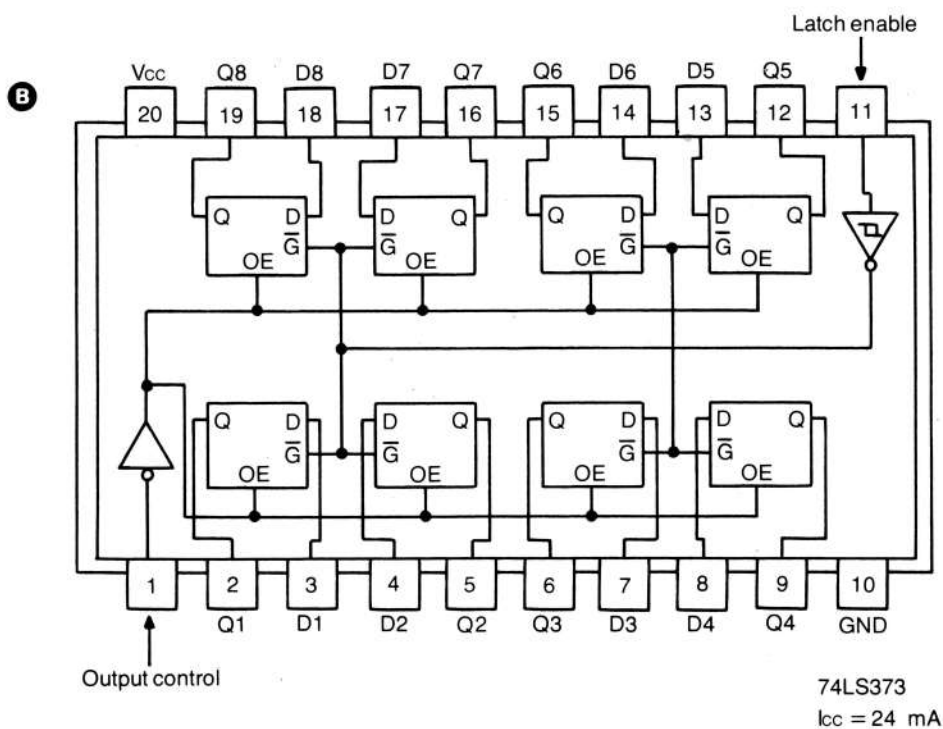 Latch enable
B
Vcc Q8 D8 D7 Q7 Q6 D6 D5 Q5
20 19 18 17 16 15 14 13 12 11
Q D D Q Q D D Q
G̅ G̅ G̅ G̅
OE OE OE OE
Q D D Q Q D D Q
G̅ G̅ G̅ G̅
OE OE OE OE
1 2 3 4 5 6 7 8 9 10
Q1 D1 D2 Q2 Q3 D3 D4 Q4 GND
Output control
74LS373
Icc = 24 mA